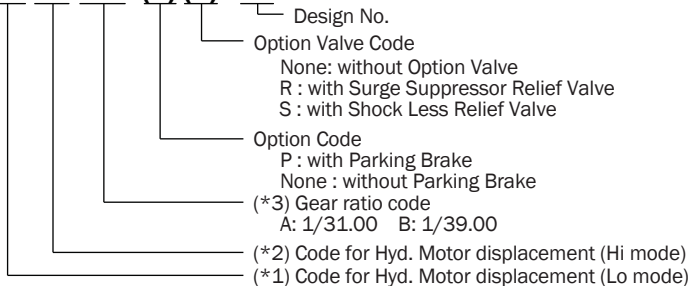 Design No.
Option Valve Code
None: without Option Valve
R : with Surge Suppressor Relief Valve
S : with Shock Less Relief Valve
Option Code
P : with Parking Brake
None : without Parking Brake
(*3) Gear ratio code
A: 1/31.00 B: 1/39.00
(*2) Code for Hyd. Motor displacement (Hi mode)
(*1) Code for Hyd. Motor displacement (Lo mode)